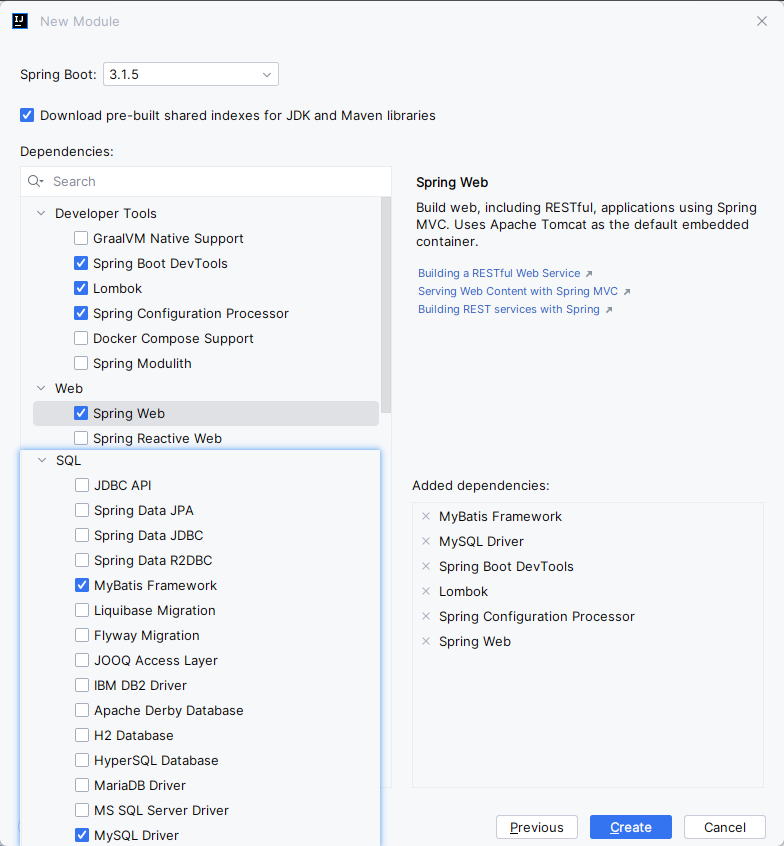 IJ
New Module
Spring Boot: 3.1.5
Download pre-built shared indexes for JDK and Maven libraries
Dependencies:
Search
Developer Tools
GraalVM Native Support
Spring Boot DevTools
Lombok
Spring Configuration Processor
Docker Compose Support
Spring Modulith
Web
Spring Web
Spring Reactive Web
SQL
JDBC API
Spring Data JPA
Spring Data JDBC
Spring Data R2DBC
MyBatis Framework
Liquibase Migration
Flyway Migration
JOOQ Access Layer
IBM DB2 Driver
Apache Derby Database
H2 Database
HyperSQL Database
MariaDB Driver
MS SQL Server Driver
MySQL Driver
Spring Web
Build web, including RESTful, applications using Spring
MVC. Uses Apache Tomcat as the default embedded
container.
Building a RESTful Web Service
Serving Web Content with Spring MVC
Building REST services with Spring
Added dependencies:
MyBatis Framework
MySQL Driver
Spring Boot DevTools
Lombok
Spring Configuration Processor
Spring Web
Previous
Create
Cancel